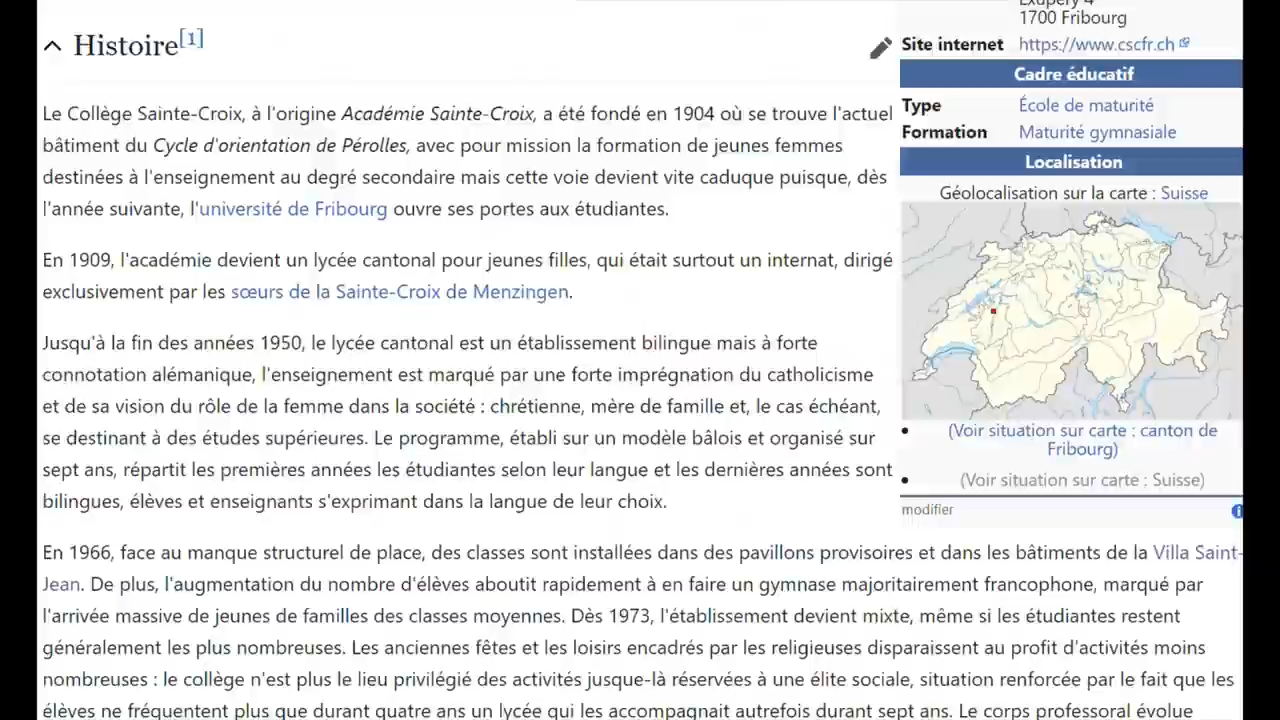 Histoire[1]
Le Collège Sainte-Croix, à l'origine Académie Sainte-Croix, a été fondé en 1904 où se trouve l'actuel
bâtiment du Cycle d'orientation de Pérolles, avec pour mission la formation de jeunes femmes
destinées à l'enseignement au degré secondaire mais cette voie devient vite caduque puisque, dès
l'année suivante, l'université de Fribourg ouvre ses portes aux étudiantes.
En 1909, l'académie devient un lycée cantonal pour jeunes filles, qui était surtout un internat, dirigé
exclusivement par les sœurs de la Sainte-Croix de Menzingen.
Jusqu'à la fin des années 1950, le lycée cantonal est un établissement bilingue mais à forte
connotation alémanique, l'enseignement est marqué par une forte imprégnation du catholicisme
et de sa vision du rôle de la femme dans la société : chrétienne, mère de famille et, le cas échéant,
se destinant à des études supérieures. Le programme, établi sur un modèle bâlois et organisé sur
sept ans, répartit les premières années les étudiantes selon leur langue et les dernières années sont
bilingues, élèves et enseignants s'exprimant dans la langue de leur choix.
En 1966, face au manque structurel de place, des classes sont installées dans des pavillons provisoires et dans les bâtiments de la Villa Saint-
Jean. De plus, l'augmentation du nombre d'élèves aboutit rapidement à en faire un gymnase majoritairement francophone, marqué par
l'arrivée massive de jeunes de familles des classes moyennes. Dès 1973, l'établissement devient mixte, même si les étudiantes restent
généralement les plus nombreuses. Les anciennes fêtes et les loisirs encadrés par les religieuses disparaissent au profit d'activités moins
nombreuses : le collège n'est plus le lieu privilégié des activités jusque-là réservées à une élite sociale, situation renforcée par le fait que les
élèves ne fréquentent plus que durant quatre ans un lycée qui les accompagnait autrefois durant sept ans. Le corps professoral évolue
Exupéry 4
1700 Fribourg
Site internet https://www.cscfr.ch
Cadre éducatif
Type École de maturité
Formation Maturité gymnasiale
Localisation
Géolocalisation sur la carte : Suisse
(Voir situation sur carte : canton de
Fribourg)
(Voir situation sur carte : Suisse)
modifier